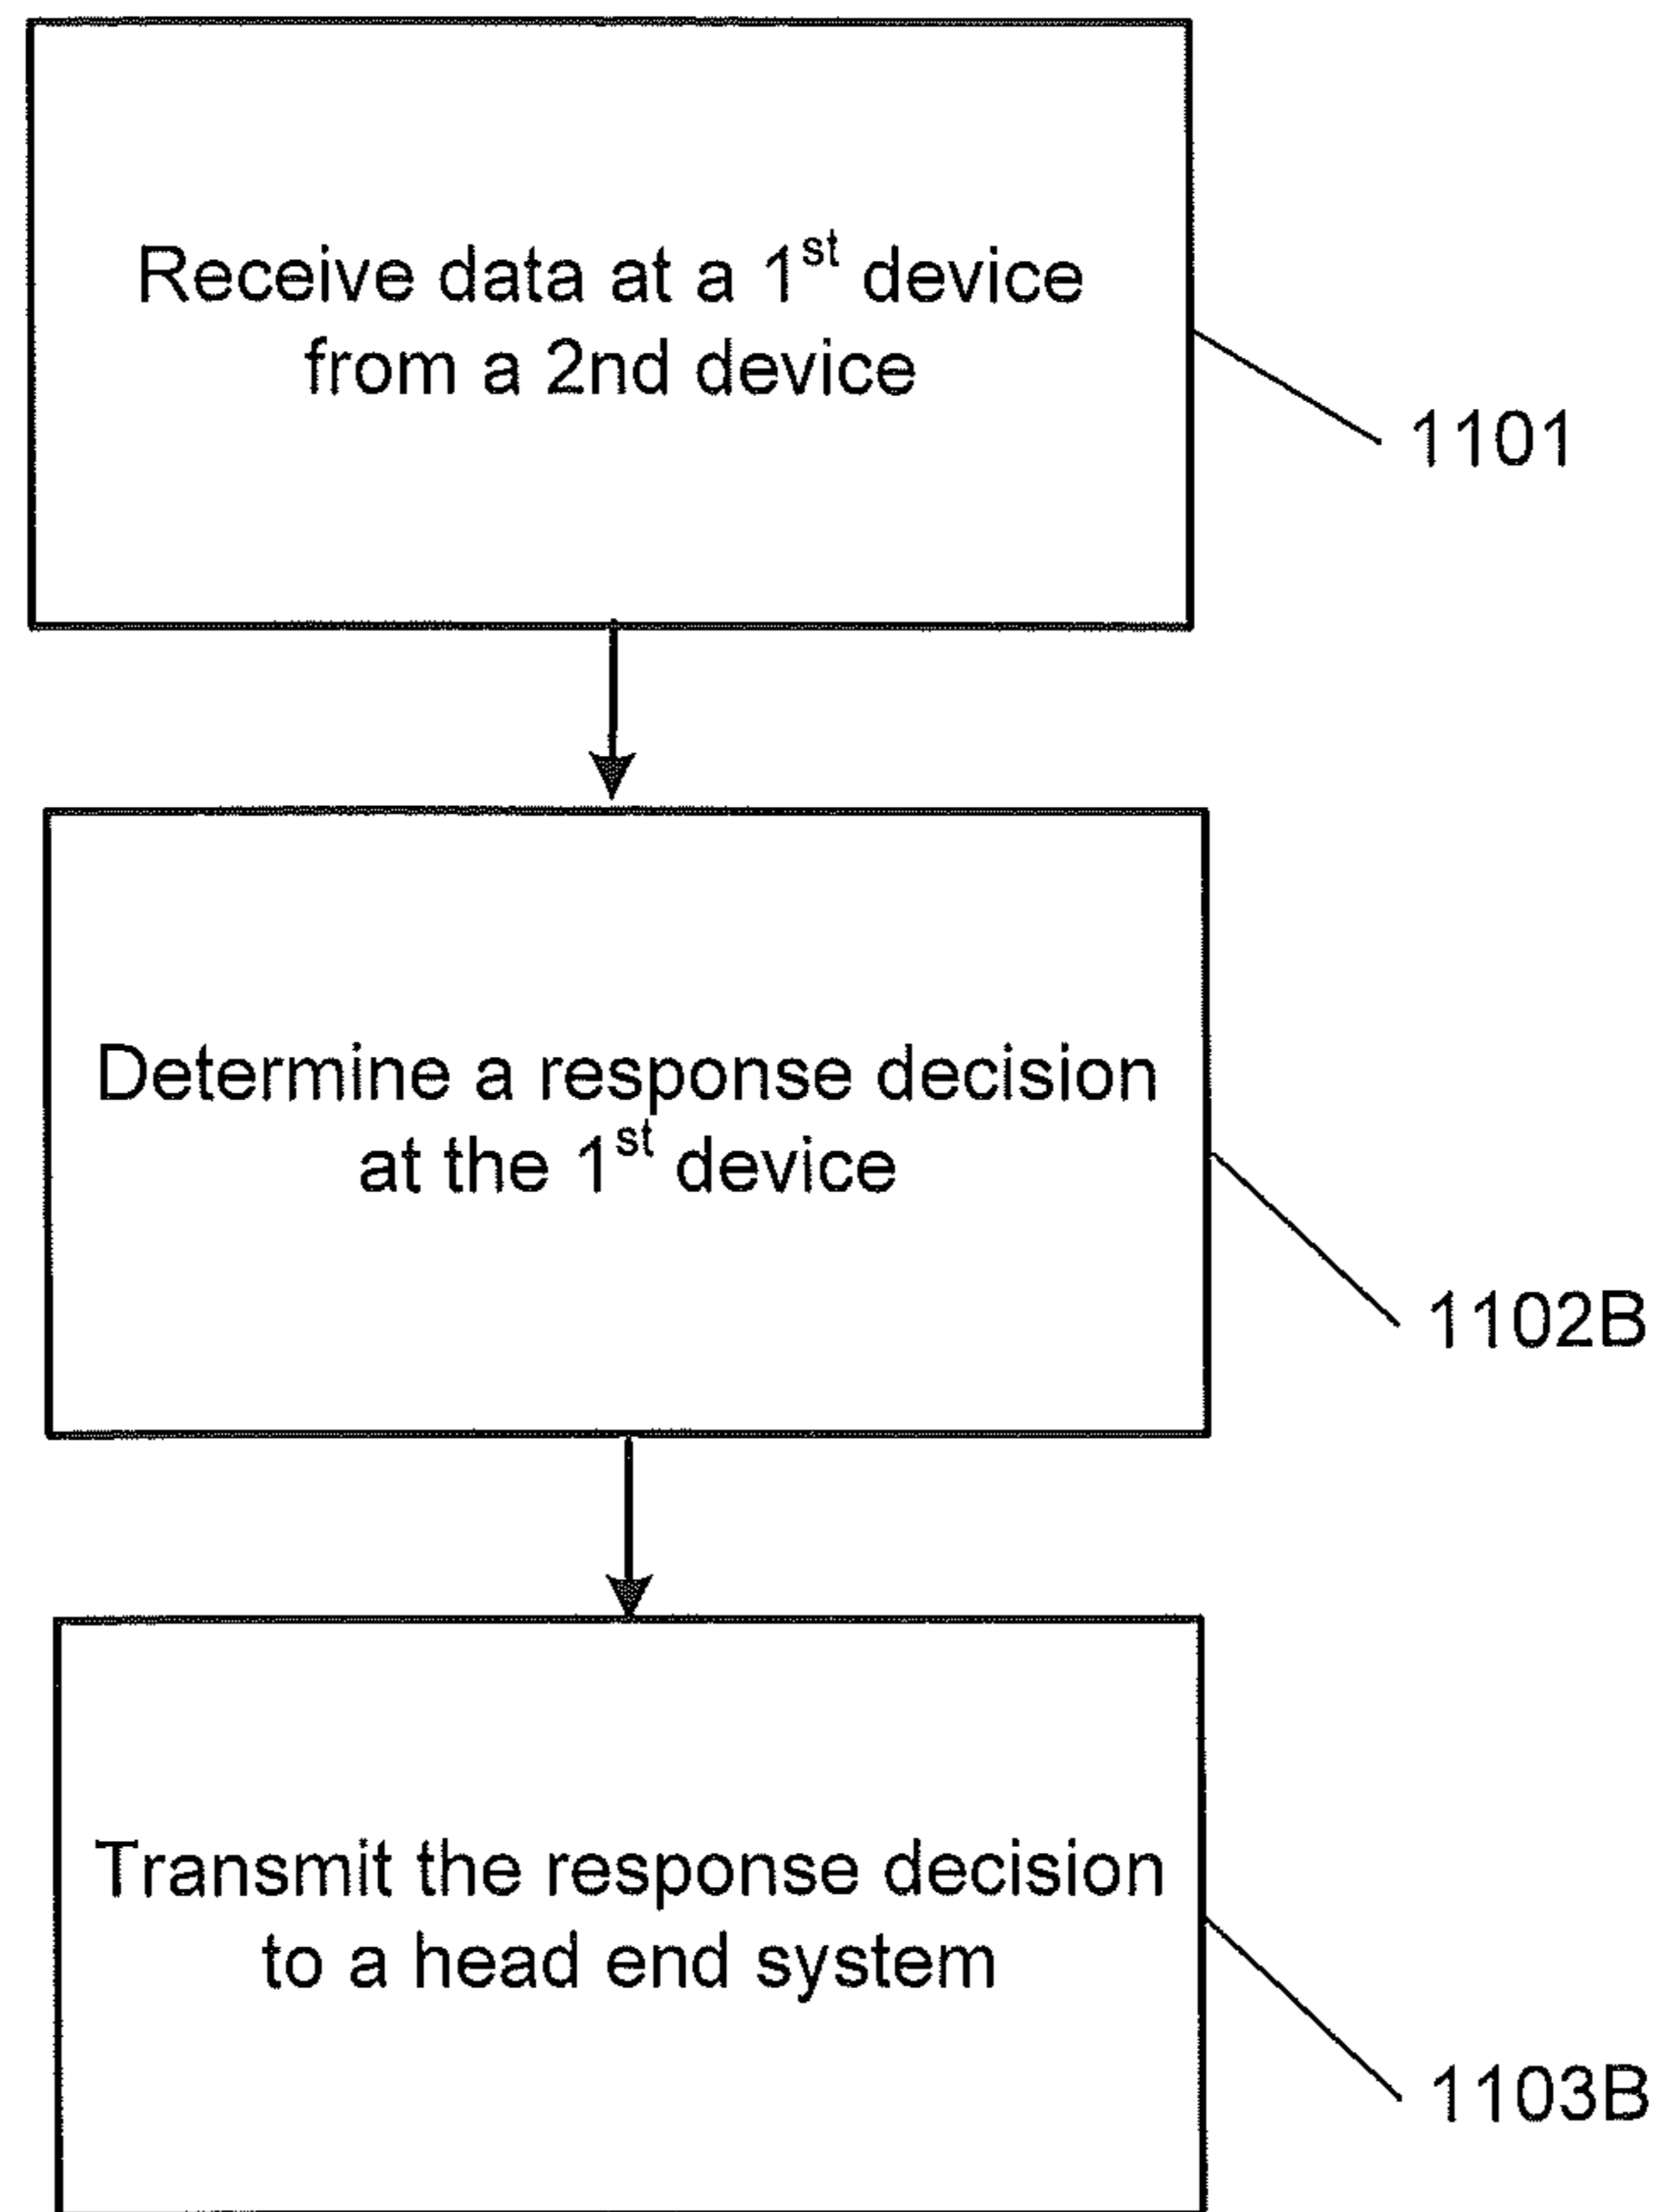 Receive data at a 1st device
from a 2nd device
1101
Determine a response decision
at the 1st device
1102B
Transmit the response decision
to a head end system
1103B